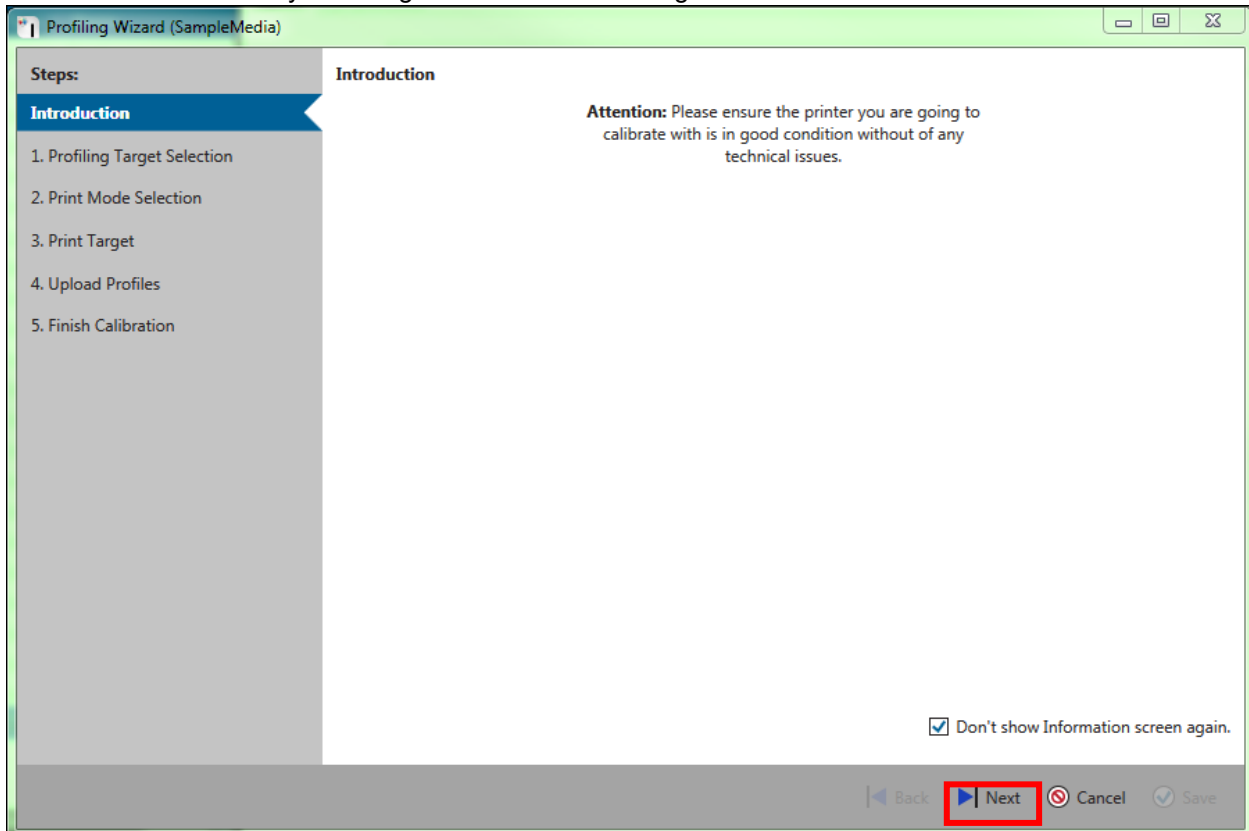 Profiling Wizard (SampleMedia)
Steps:
Introduction
1. Profiling Target Selection
2. Print Mode Selection
3. Print Target
4. Upload Profiles
5. Finish Calibration
Introduction
Attention: Please ensure the printer you are going to
calibrate with is in good condition without of any
technical issues.
Don't show Information screen again.
Back Next Cancel Save